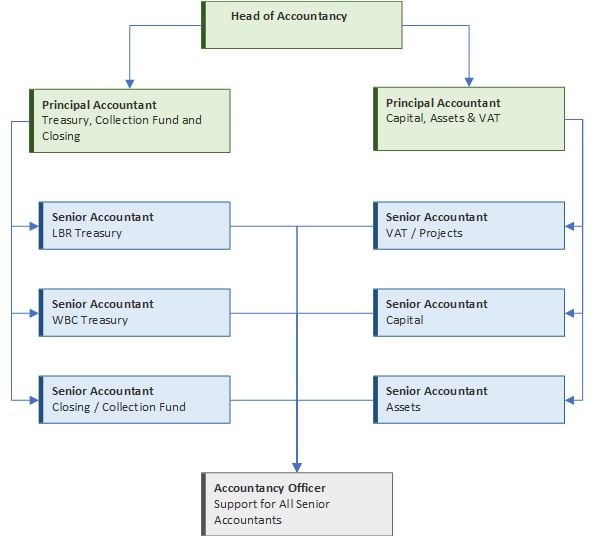 Head of Accountancy
Principal Accountant
Treasury, Collection Fund and
Closing
Principal Accountant
Capital, Assets & VAT
Senior Accountant
LBR Treasury
Senior Accountant
VAT / Projects
Senior Accountant
WBC Treasury
Senior Accountant
Capital
Senior Accountant
Closing / Collection Fund
Senior Accountant
Assets
Accountancy Officer
Support for All Senior
Accountants